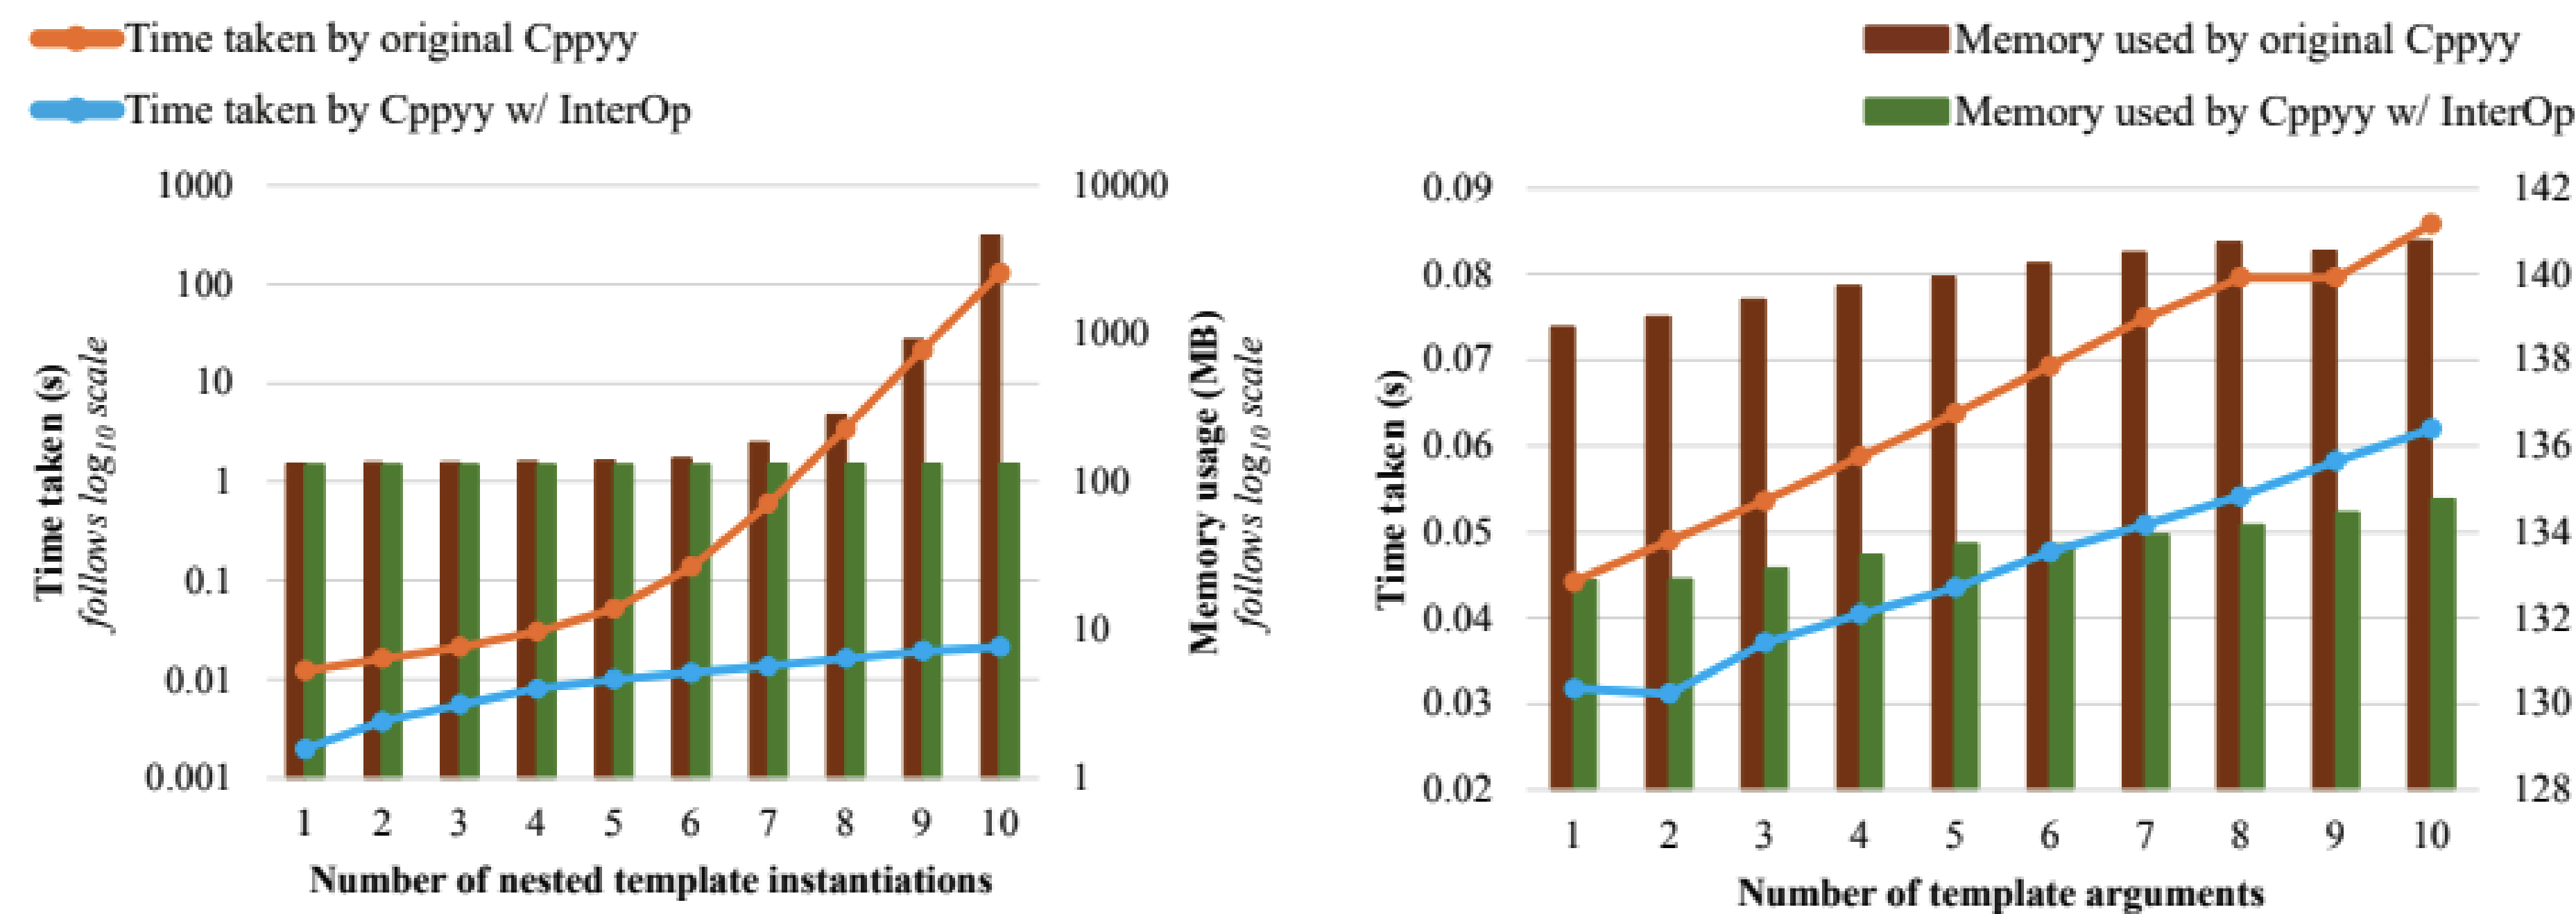 Time taken by original Cppyy
Time taken by Cppyy w/ InterOp
Memory used by original Cppyy
Memory used by Cppyy w/ InterOp
1000
100
10
1
0.1
0.01
0.001
Time taken (s)
follows log10 scale
10000
1000
100
10
1
Memory usage (MB)
follows log10 scale
1 2 3 4 5 6 7 8 9 10
Number of nested template instantiations
0.09
0.08
0.07
0.06
0.05
0.04
0.03
0.02
Time taken (s)
142
140
138
136
134
132
130
128
1 2 3 4 5 6 7 8 9 10
Number of template arguments